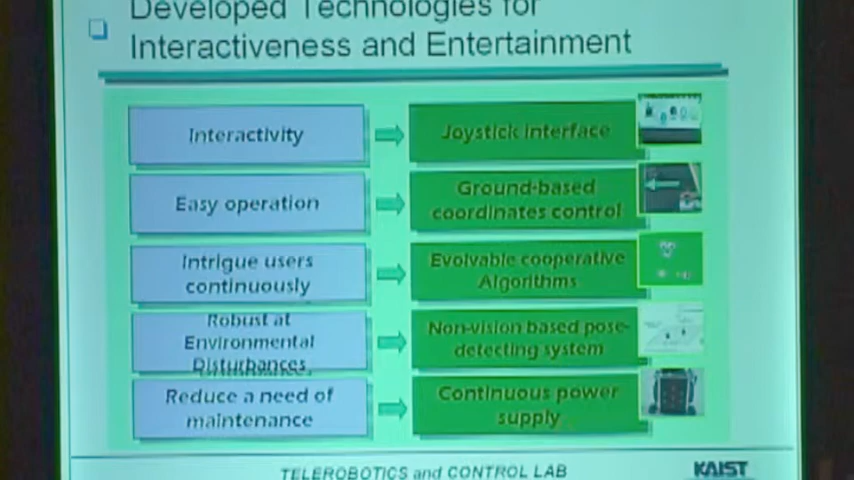 Developed Technologies for
Interactiveness and Entertainment
Interactivity
Joystick interface
Easy operation
Ground-based
coordinates control
Intrigue users
continuously
Evolvable cooperative
Algorithms
Robust at
Environmental
Disturbances
Non-vision based pose-
detecting system
Reduce a need of
maintenance
Continuous power
supply
TELEROBOTICS and CONTROL LAB
KAIST